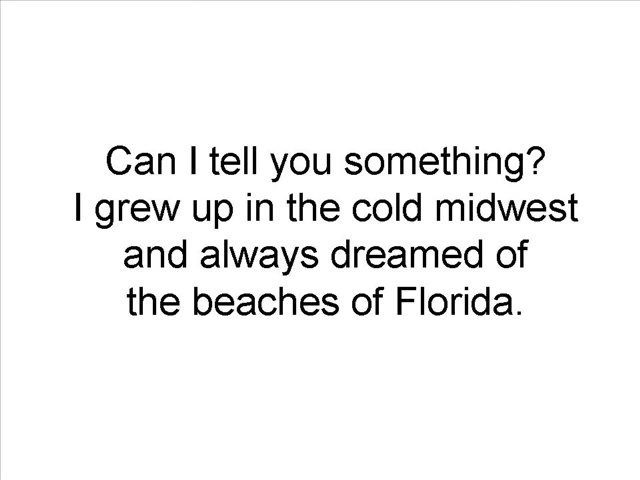 Can I tell you something?
I grew up in the cold midwest
and always dreamed of
the beaches of Florida.